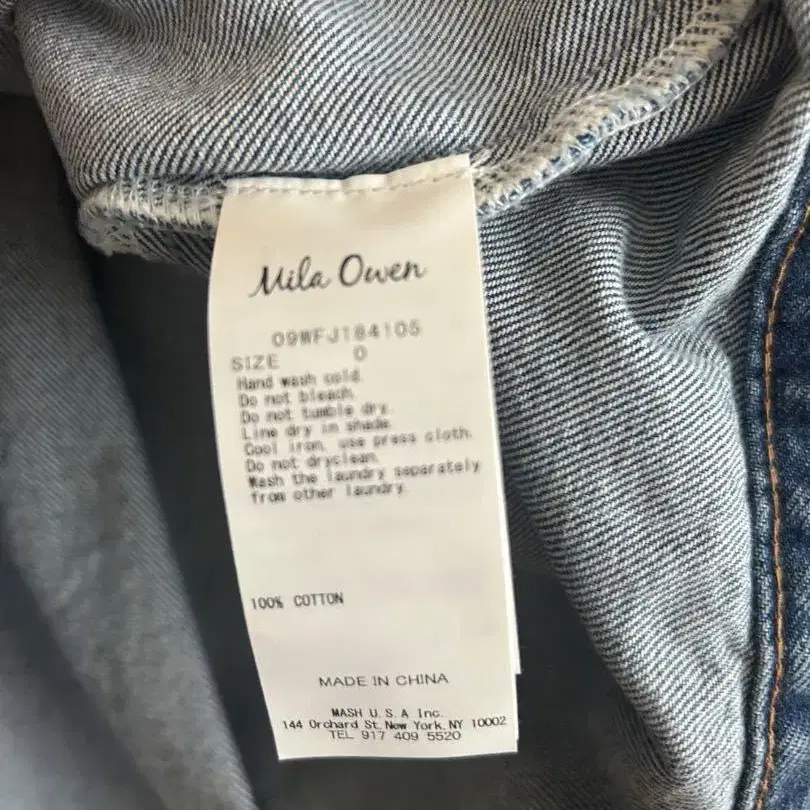 Mila Owen
09WFJ184105
SIZE 0
Hand wash cold.
Do not bleach.
Do not tumble dry.
Line dry in shade.
Cool iron, use press cloth.
Do not dryclean.
Wash the laundry separately
from other laundry.
100% COTTON
MADE IN CHINA
MASH U.S.A Inc.
144 Orchard St. New York, NY 10002
TEL 917 409 5520